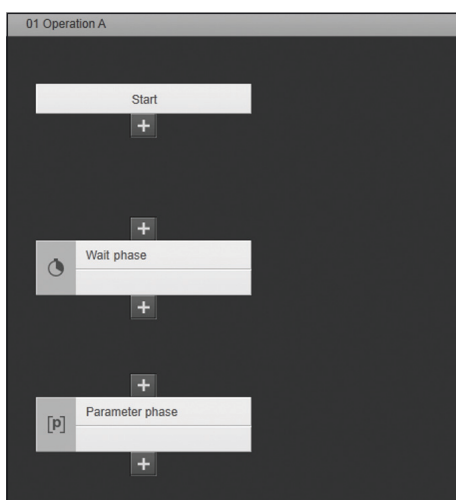 01 Operation A
Start
Wait phase
[p]
Parameter phase